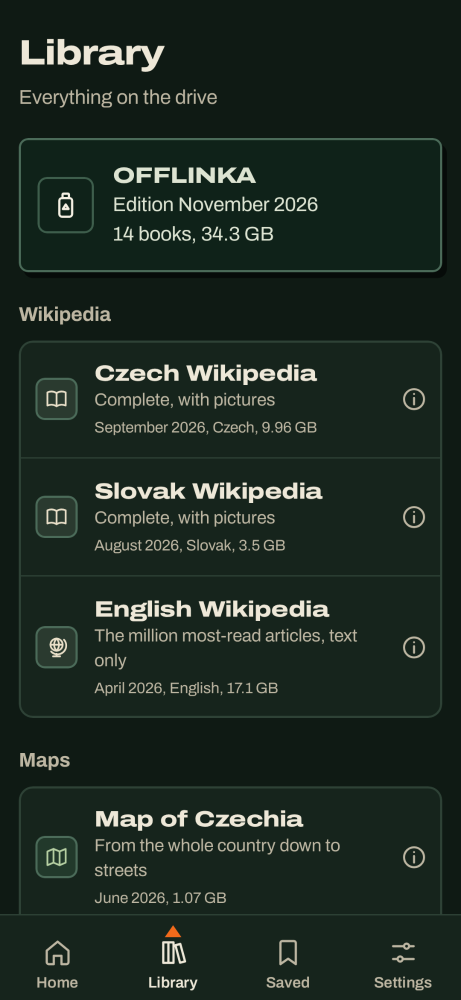 Library
Everything on the drive
OFFLINKA
Edition November 2026
14 books, 34.3 GB
Wikipedia
Czech Wikipedia
Complete, with pictures
September 2026, Czech, 9.96 GB
Slovak Wikipedia
Complete, with pictures
August 2026, Slovak, 3.5 GB
English Wikipedia
The million most-read articles, text
only
April 2026, English, 17.1 GB
Maps
Map of Czechia
From the whole country down to
streets
June 2026, 1.07 GB
Home
Library
Saved
Settings